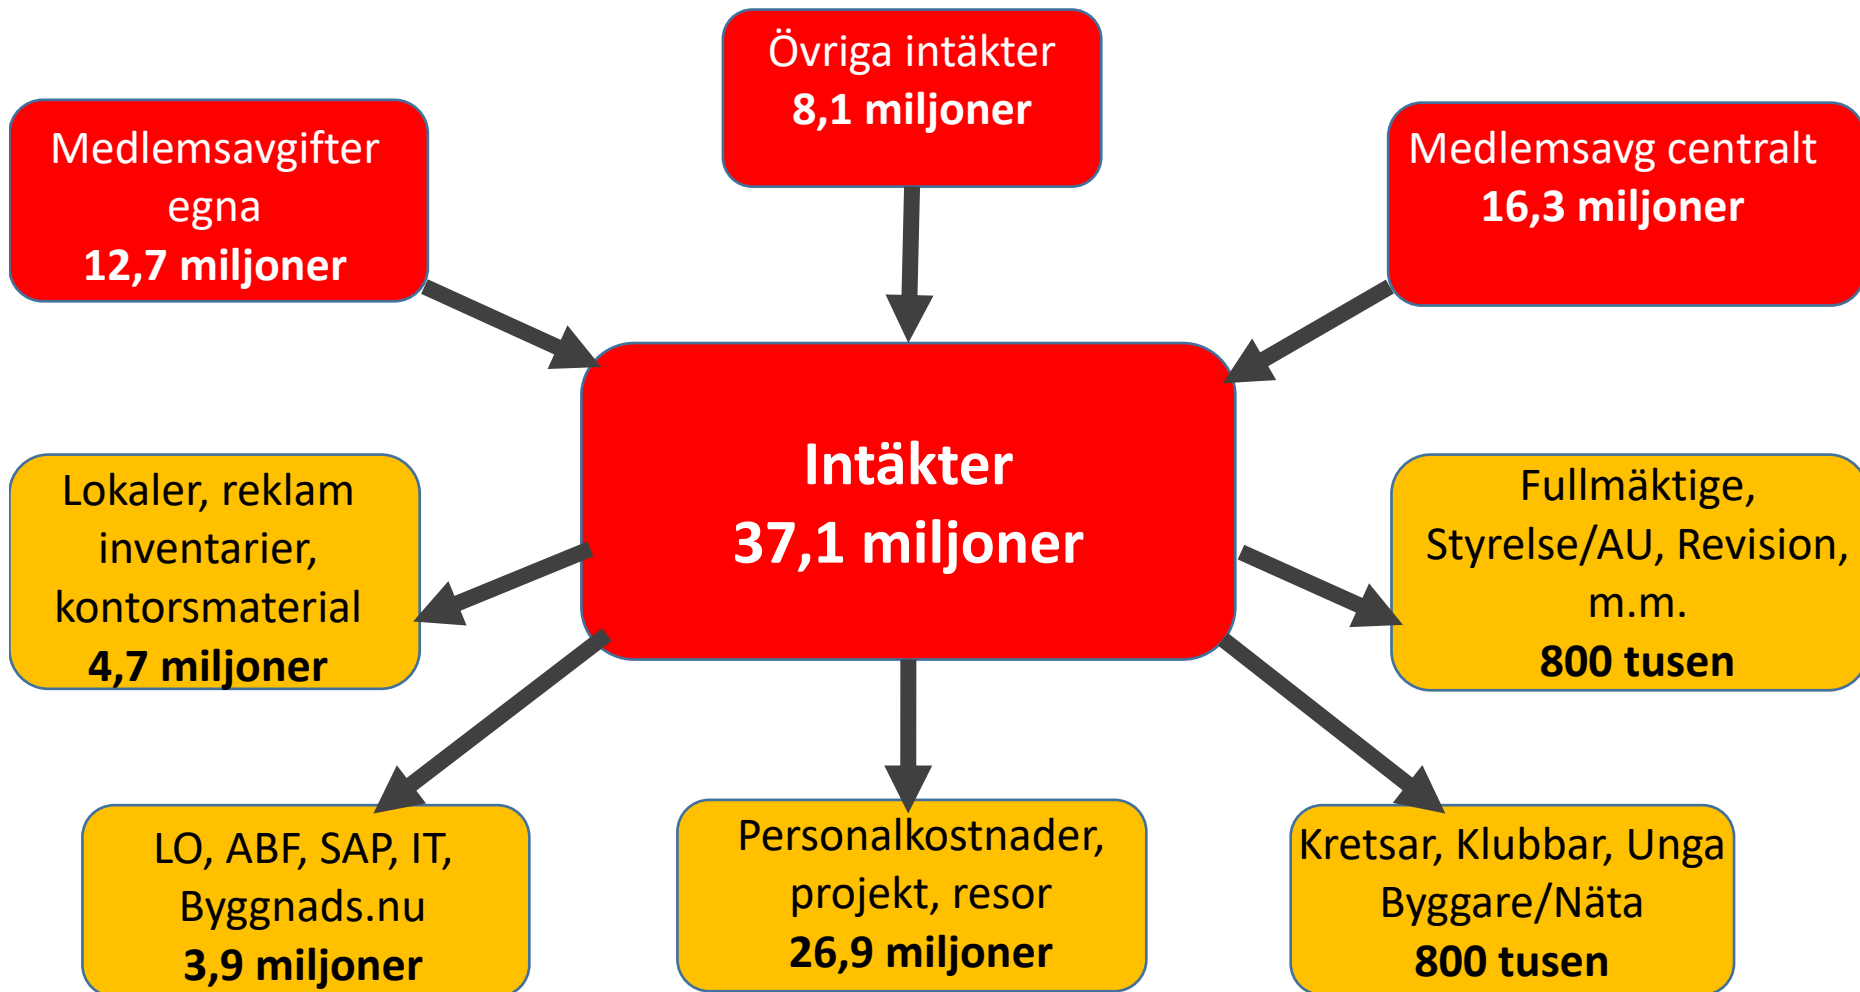 Övriga intäkter
8,1 miljoner
Medlemsavgifter
egna
12,7 miljoner
Medlemsavg centralt
16,3 miljoner
Intäkter
37,1 miljoner
Lokaler, reklam
inventarier,
kontorsmaterial
4,7 miljoner
Fullmäktige,
Styrelse/AU, Revision,
m.m.
800 tusen
LO, ABF, SAP, IT,
Byggnads.nu
3,9 miljoner
Personalkostnader,
projekt, resor
26,9 miljoner
Kretsar, Klubbar, Unga
Byggare/Näta
800 tusen